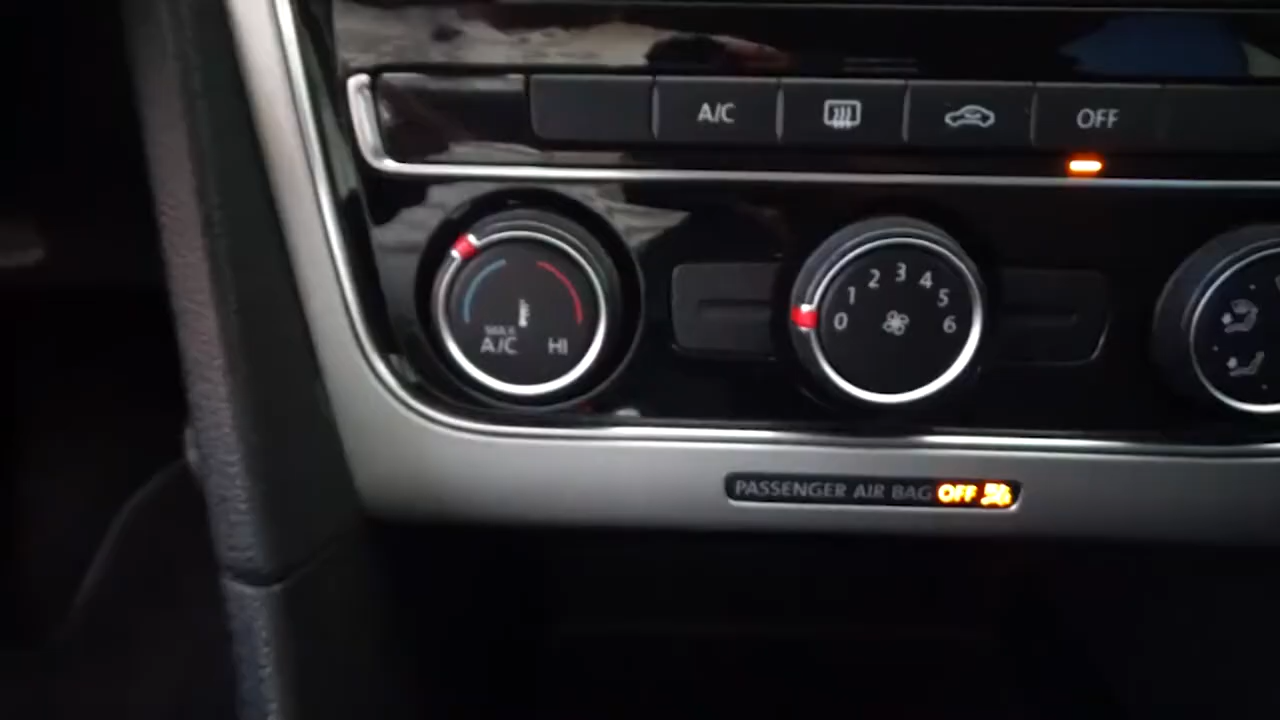 A/C OFF
1 2 3 4 5
0 6
MAX
A/C HI
PASSENGER AIR BAG OFF